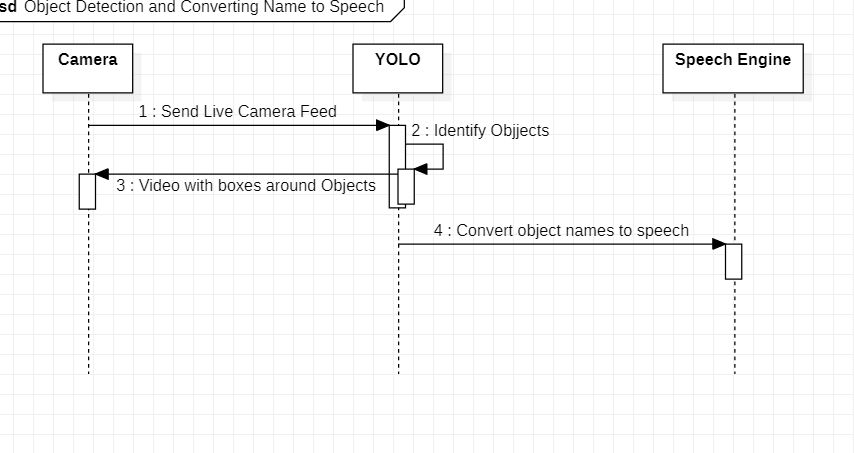 sd Object Detection and Converting Name to Speech
Camera
YOLO
Speech Engine
1 : Send Live Camera Feed
2 : Identify Objjects
3 : Video with boxes around Objects
4 : Convert object names to speech